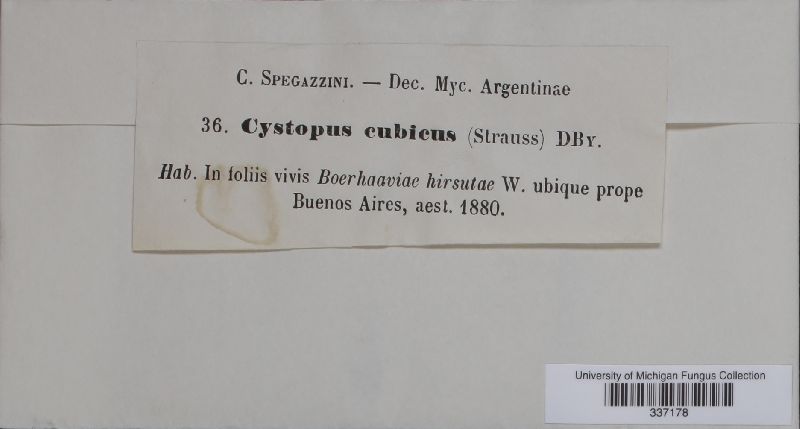 C. Spegazzini. — Dec. Myc. Argentinae
36. Cystopus cubicus (Strauss) DBy.
Hab. In foliis vivis Boerhaaviae hirsutae W. ubique prope
Buenos Aires, aest. 1880.
University of Michigan Fungus Collection
337178